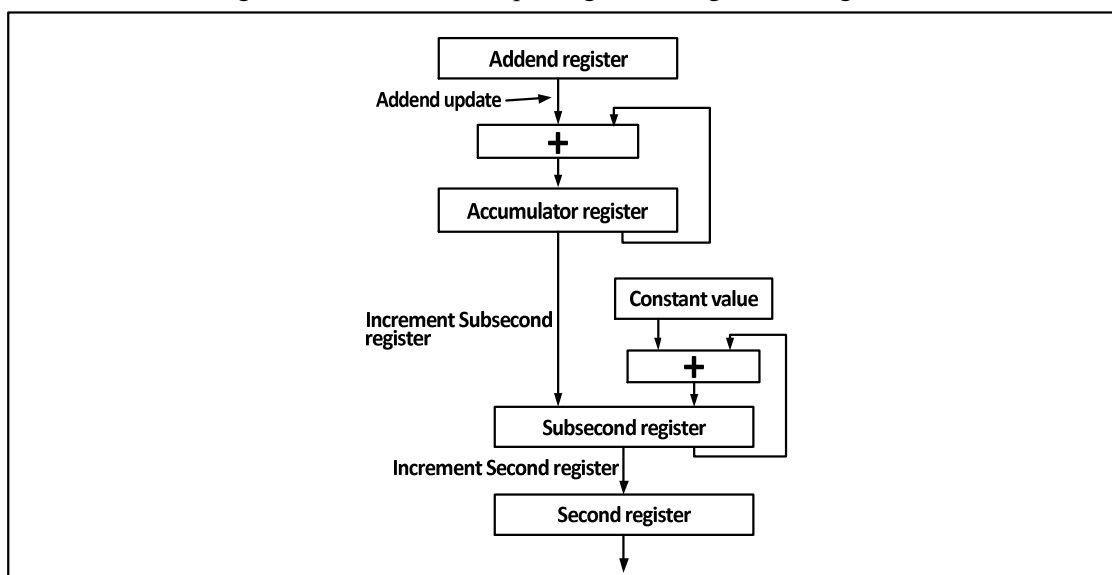 Addend register
Addend update
+
Accumulator register
Constant value
Increment Subsecond
register
+
Subsecond register
Increment Second register
Second register